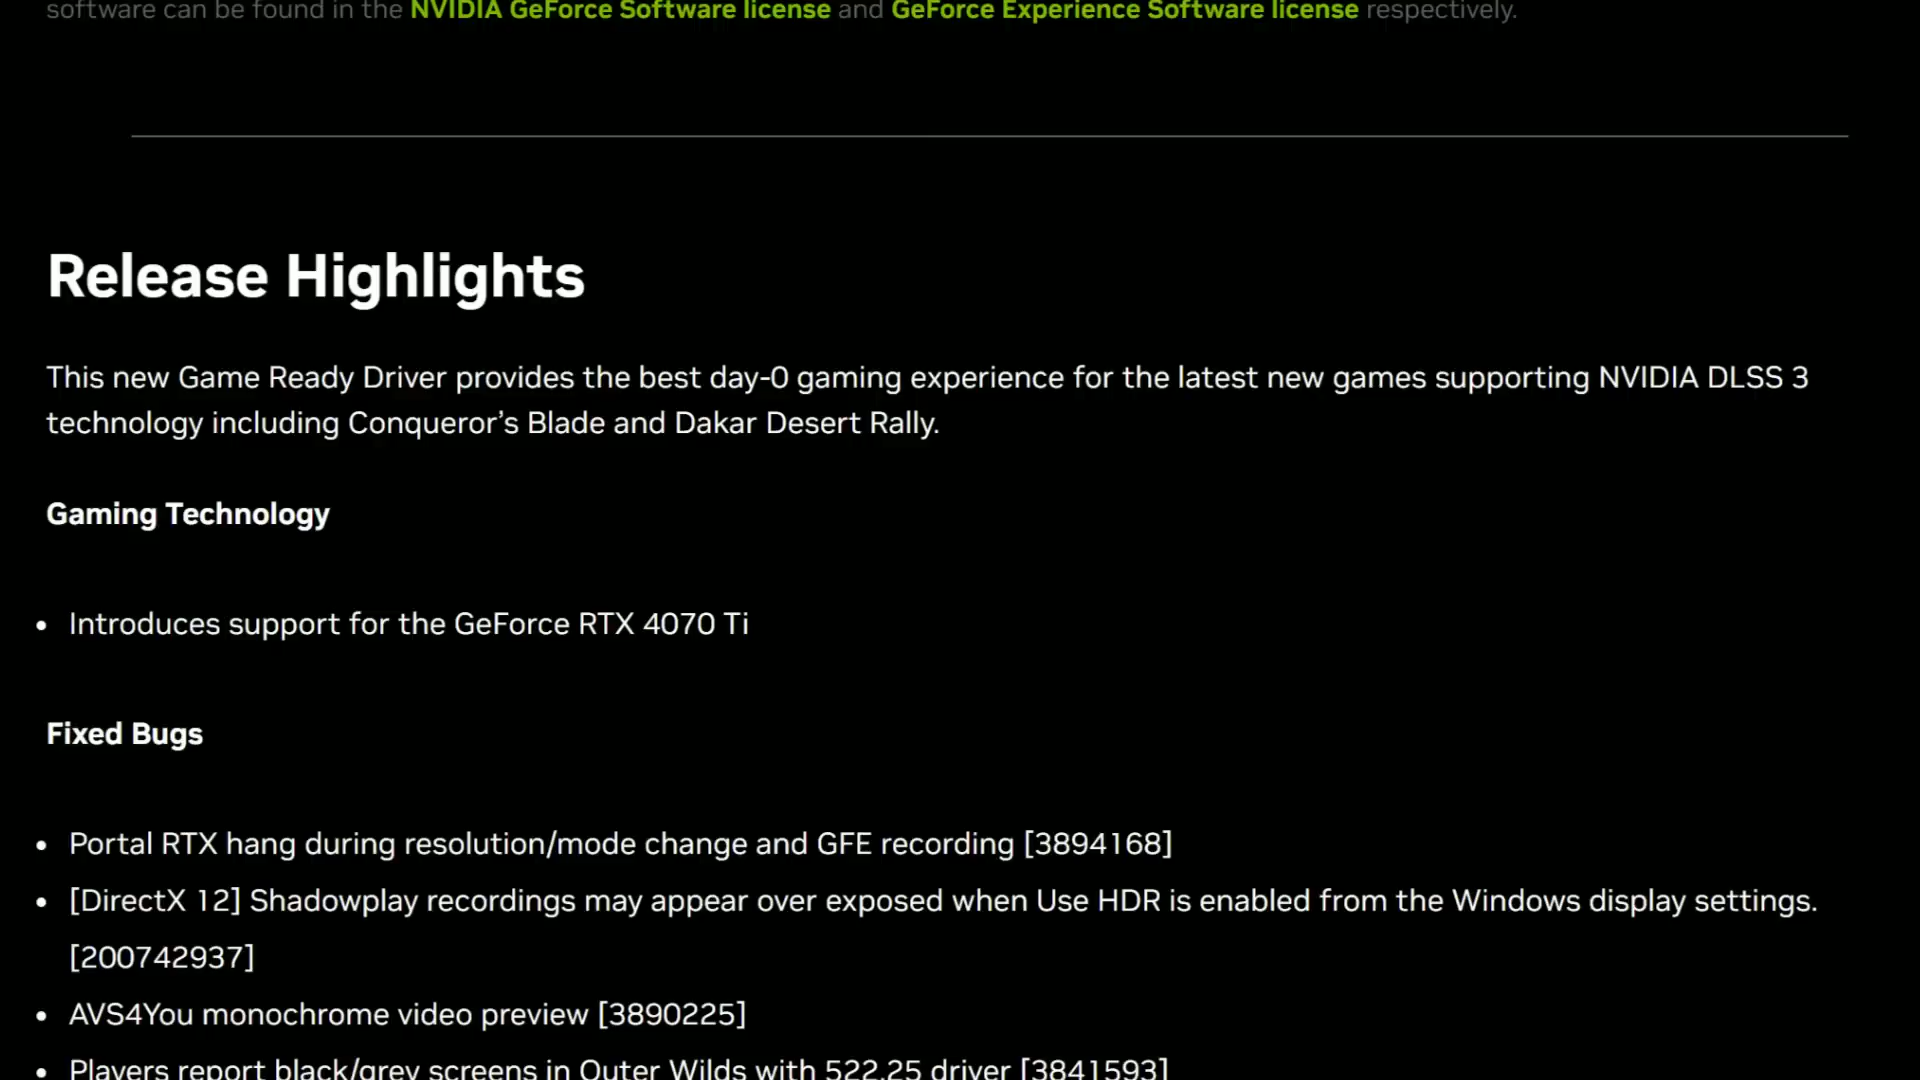 software can be found in the NVIDIA GeForce Software license and GeForce Experience Software license respectively.
Release Highlights
This new Game Ready Driver provides the best day-0 gaming experience for the latest new games supporting NVIDIA DLSS 3
technology including Conqueror’s Blade and Dakar Desert Rally.
Gaming Technology
• Introduces support for the GeForce RTX 4070 Ti
Fixed Bugs
• Portal RTX hang during resolution/mode change and GFE recording [3894168]
• [DirectX 12] Shadowplay recordings may appear over exposed when Use HDR is enabled from the Windows display settings.
[200742937]
• AVS4You monochrome video preview [3890225]
• Players report black/grey screens in Outer Wilds with 522.25 driver [3841593]